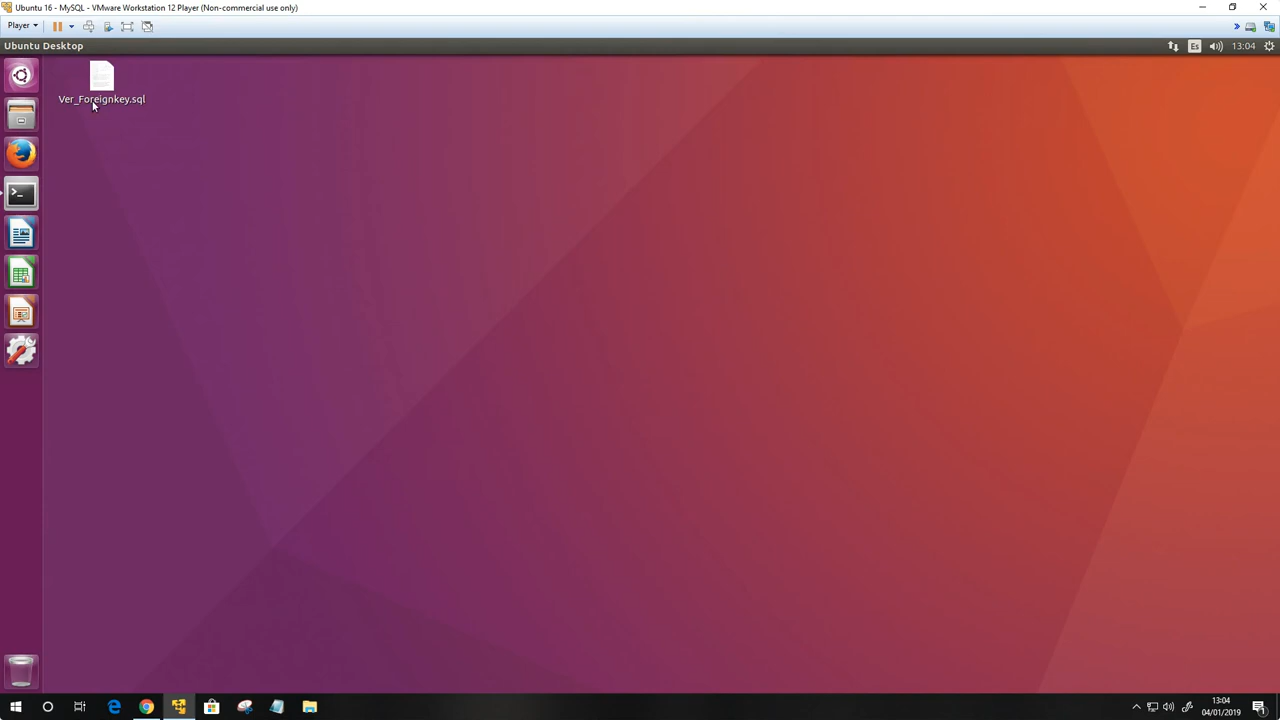 Ubuntu 16 - MySQL - VMware Workstation 12 Player (Non-commercial use only)
Player
Ubuntu Desktop
Es
13:04
Ver_Foreignkey.sql
13:04
04/01/2019
1